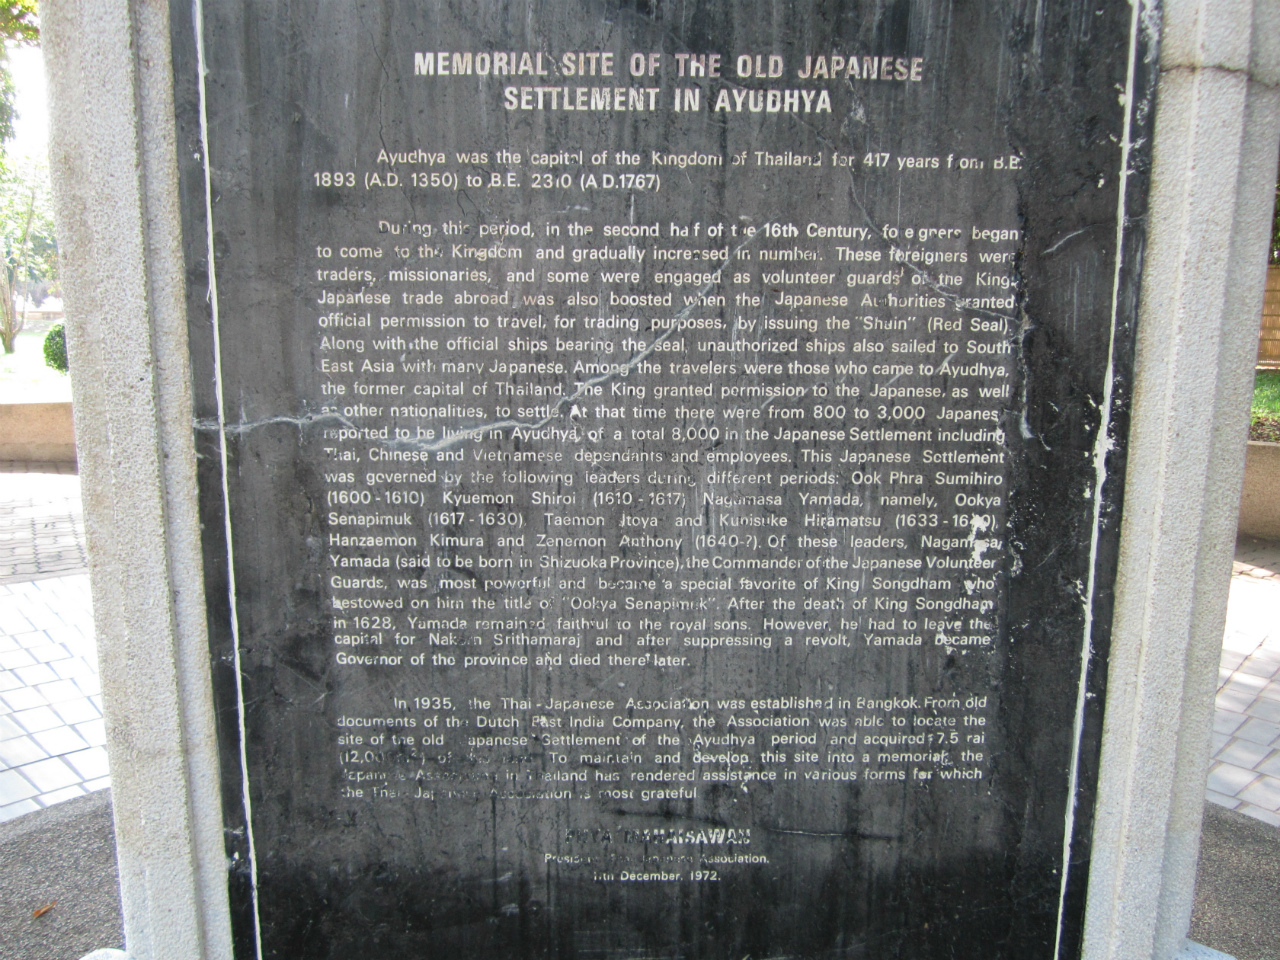 MEMORIAL SITE OF THE OLD JAPANESE
SETTLEMENT IN AYUDHYA
Ayudhya was the capital of the Kingdom of Thailand for 417 years from B.E.
1893 (A.D. 1350) to B.E. 2310 (A.D.1767)
During this period, in the second half of the 16th Century, foreigners began
to come to the Kingdom and gradually increased in number. These foreigners were
traders, missionaries, and some were engaged as volunteer guards of the King.
Japanese trade abroad was also boosted when the Japanese Authorities granted
official permission to travel, for trading purposes, by issuing the "Shuin" (Red Seal).
Along with the official ships bearing the seal, unauthorized ships also sailed to South
East Asia with many Japanese. Among the travelers were those who came to Ayudhya,
the former capital of Thailand. The King granted permission to the Japanese, as well
as other nationalities, to settle. At that time there were from 800 to 3,000 Japanese
reported to be living in Ayudhya, of a total 8,000 in the Japanese Settlement including
Thai, Chinese and Vietnamese dependants and employees. This Japanese Settlement
was governed by the following leaders during different periods: Ook Phra Sumihiro
(1600-1610) Kyuemon Shiroi (1610-1617) Nagamasa Yamada, namely, Ookya
Senapimuk (1617-1630), Taemon Itoya and Kunisuke Hiramatsu (1633-1640),
Hanzaemon Kimura and Zenemon Anthony (1640-?). Of these leaders, Nagamasa
Yamada (said to be born in Shizuoka Province), the Commander of the Japanese Volunteer
Guards, was most powerful and became a special favorite of King Songdham who
bestowed on him the title of "Ookya Senapimuk". After the death of King Songdham
in 1628, Yamada remained faithful to the royal sons. However, he had to leave the
capital for Nakorn Srithamaraj and after suppressing a revolt, Yamada became
Governor of the province and died there later.
In 1935, the Thai-Japanese Association was established in Bangkok. From old
documents of the Dutch East India Company, the Association was able to locate the
site of the old Japanese Settlement of the Ayudhya period and acquired 7.5 rai
of this To maintain and develop this site into a memorial, the
Japanese Association in Thailand has rendered assistance in various forms for which
the Thai-Japanese Association is most grateful
MAHAISAWAN
President Thai-Japanese Association.
11th December. 1972.